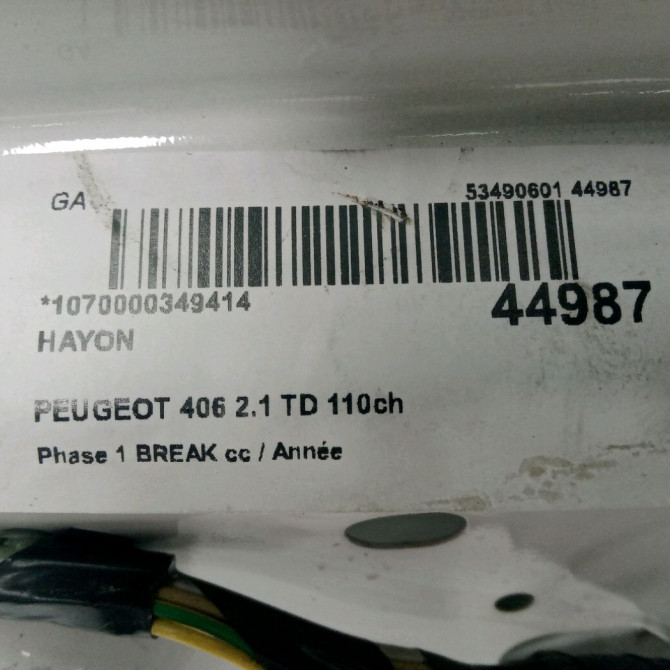 GA
53490601 44987
*1070000349414
44987
HAYON
PEUGEOT 406 2.1 TD 110ch
Phase 1 BREAK cc / Année